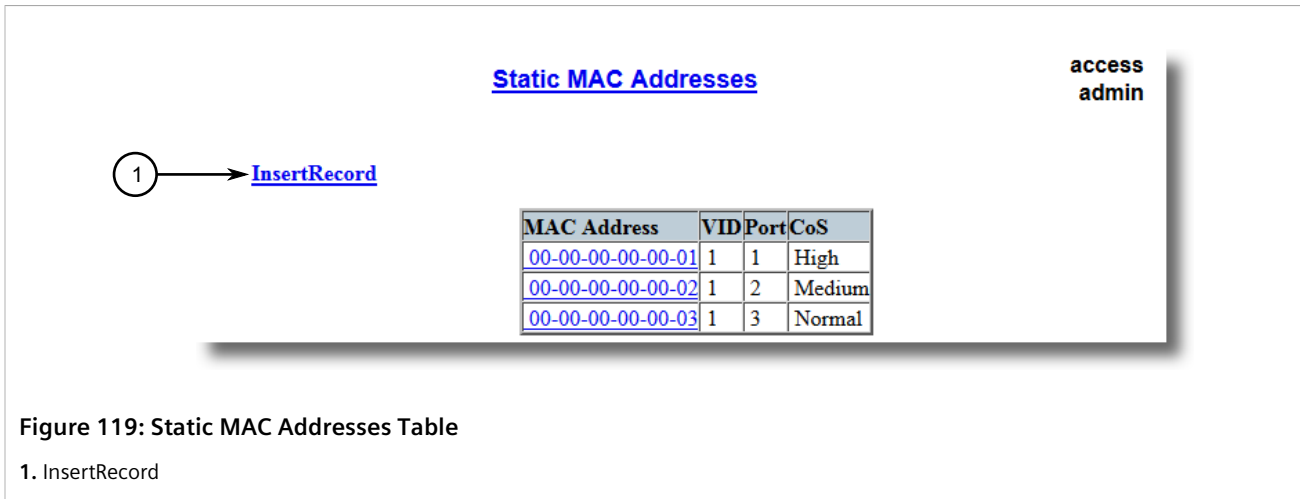 Static MAC Addresses
access
admin
1
InsertRecord
MAC Address VID Port CoS
00-00-00-00-00-01 1 1 High
00-00-00-00-00-02 1 2 Medium
00-00-00-00-00-03 1 3 Normal
Figure 119: Static MAC Addresses Table
1. InsertRecord